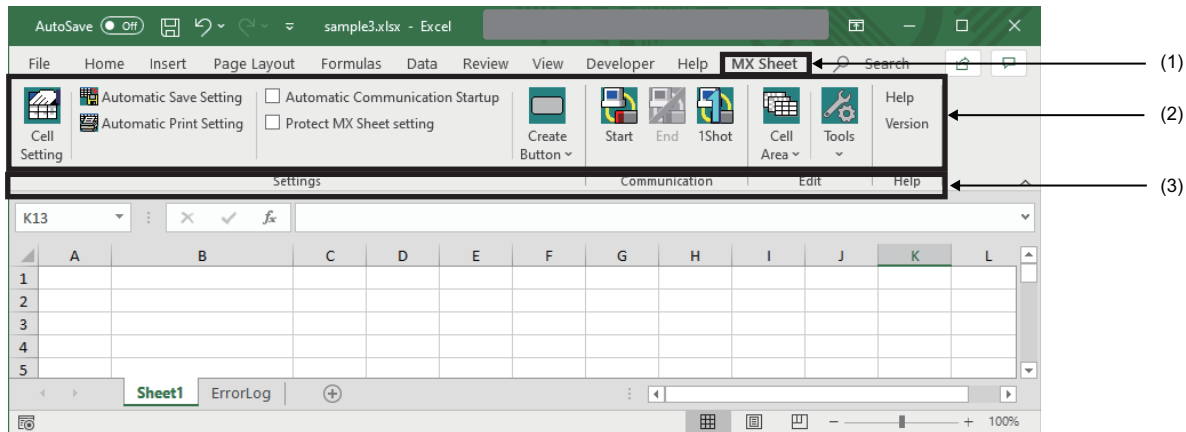 AutoSave Off sample3.xlsx - Excel
File Home Insert Page Layout Formulas Data Review View Developer Help MX Sheet Search (1)
Cell Setting
Automatic Save Setting
Automatic Print Setting
Automatic Communication Startup
Protect MX Sheet setting
Create Button
Start End 1Shot
Cell Area
Tools
Help
Version
(2)
Settings Communication Edit Help (3)
K13 fx
A B C D E F G H I J K L
1
2
3
4
5
Sheet1 ErrorLog
100%